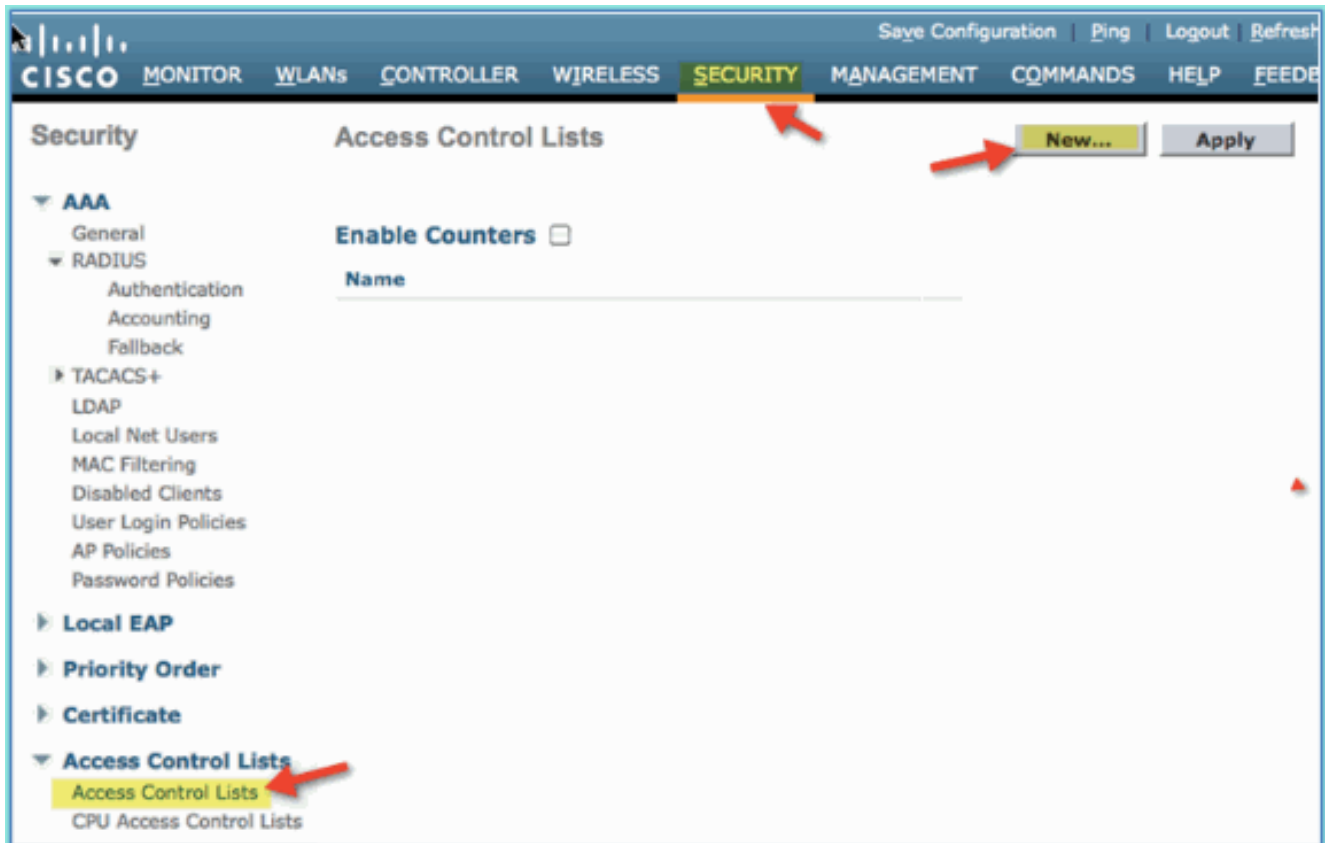 Save Configuration | Ping | Logout | Refresh
CISCO MONITOR WLANs CONTROLLER WIRELESS SECURITY MANAGEMENT COMMANDS HELP FEEDB
Security
Access Control Lists
New...
Apply
AAA
General
RADIUS
Authentication
Accounting
Fallback
TACACS+
LDAP
Local Net Users
MAC Filtering
Disabled Clients
User Login Policies
AP Policies
Password Policies
Local EAP
Priority Order
Certificate
Access Control Lists
Access Control Lists
CPU Access Control Lists
Enable Counters
Name